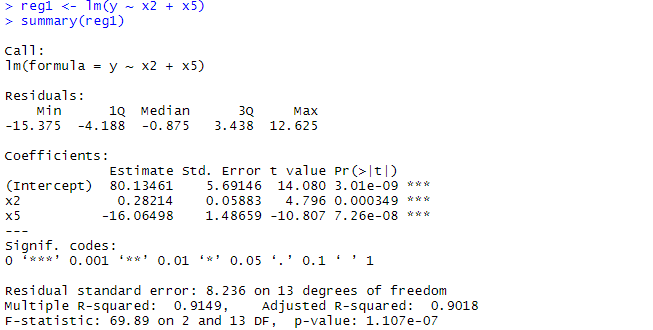 > reg1 <- lm(y ~ x2 + x5)
> summary(reg1)
Call:
lm(formula = y ~ x2 + x5)
Residuals:
    Min      1Q  Median      3Q     Max
-15.375  -4.188  -0.875   3.438  12.625
Coefficients:
             Estimate Std. Error t value Pr(>|t|)
(Intercept)  80.13461    5.69146  14.080 3.01e-09 ***
x2            0.28214    0.05883   4.796 0.000349 ***
x5          -16.06498    1.48659 -10.807 7.26e-08 ***
---
Signif. codes:
0 ‘***’ 0.001 ‘**’ 0.01 ‘*’ 0.05 ‘.’ 0.1 ‘ ’ 1
Residual standard error: 8.236 on 13 degrees of freedom
Multiple R-squared:  0.9149,    Adjusted R-squared:  0.9018
F-statistic: 69.89 on 2 and 13 DF,  p-value: 1.107e-07